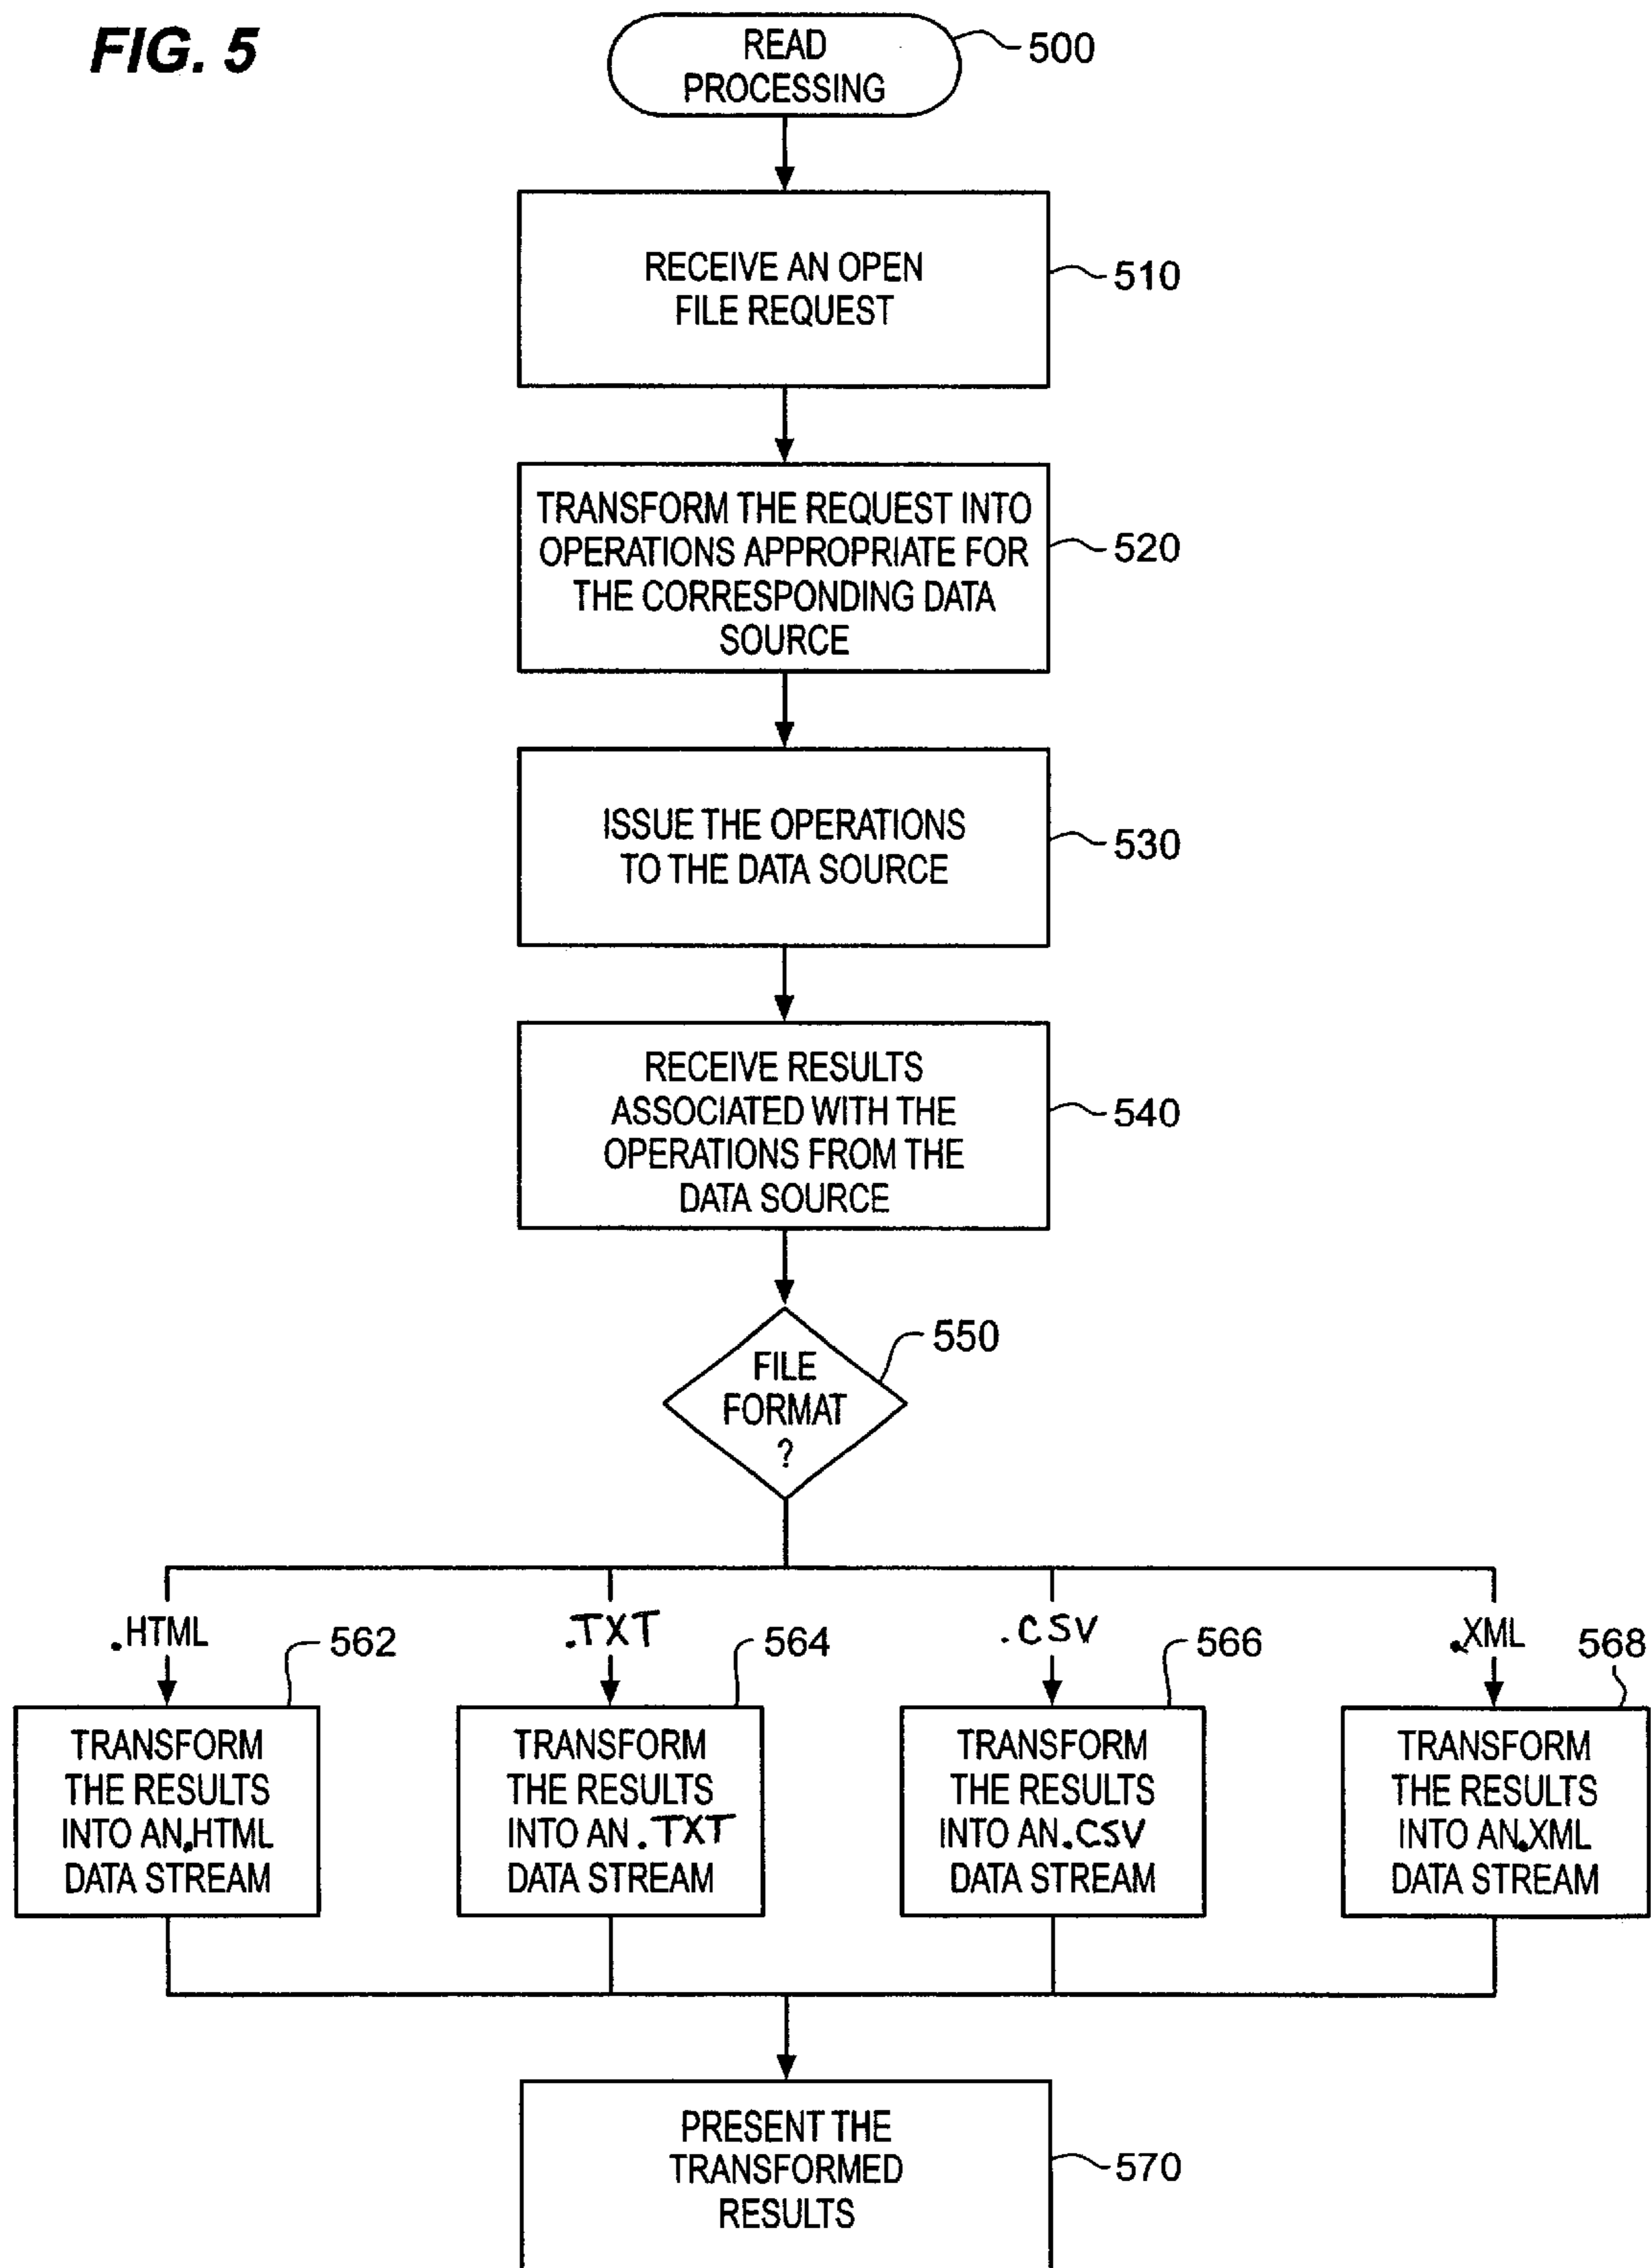 FIG. 5
READ
PROCESSING
500
RECEIVE AN OPEN
FILE REQUEST
510
TRANSFORM THE REQUEST INTO
OPERATIONS APPROPRIATE FOR
THE CORRESPONDING DATA
SOURCE
520
ISSUE THE OPERATIONS
TO THE DATA SOURCE
530
RECEIVE RESULTS
ASSOCIATED WITH THE
OPERATIONS FROM THE
DATA SOURCE
540
FILE
FORMAT
?
550
.HTML
562
TRANSFORM
THE RESULTS
INTO AN.HTML
DATA STREAM
.TXT
564
TRANSFORM
THE RESULTS
INTO AN .TXT
DATA STREAM
.CSV
566
TRANSFORM
THE RESULTS
INTO AN.CSV
DATA STREAM
.XML
568
TRANSFORM
THE RESULTS
INTO AN.XML
DATA STREAM
PRESENT THE
TRANSFORMED
RESULTS
570